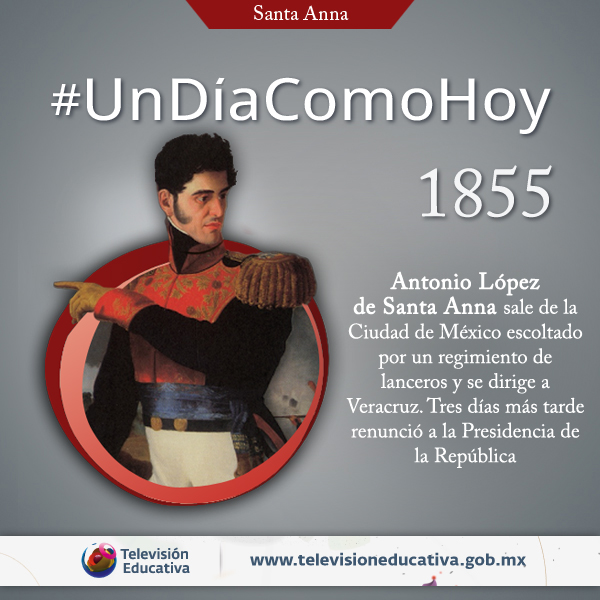 Santa Anna
#UnDíaComoHoy
1855
Antonio López
de Santa Anna sale de la
Ciudad de México escoltado
por un regimiento de
lanceros y se dirige a
Veracruz. Tres días más tarde
renunció a la Presidencia de
la República
Televisión
Educativa
www.televisioneducativa.gob.mx